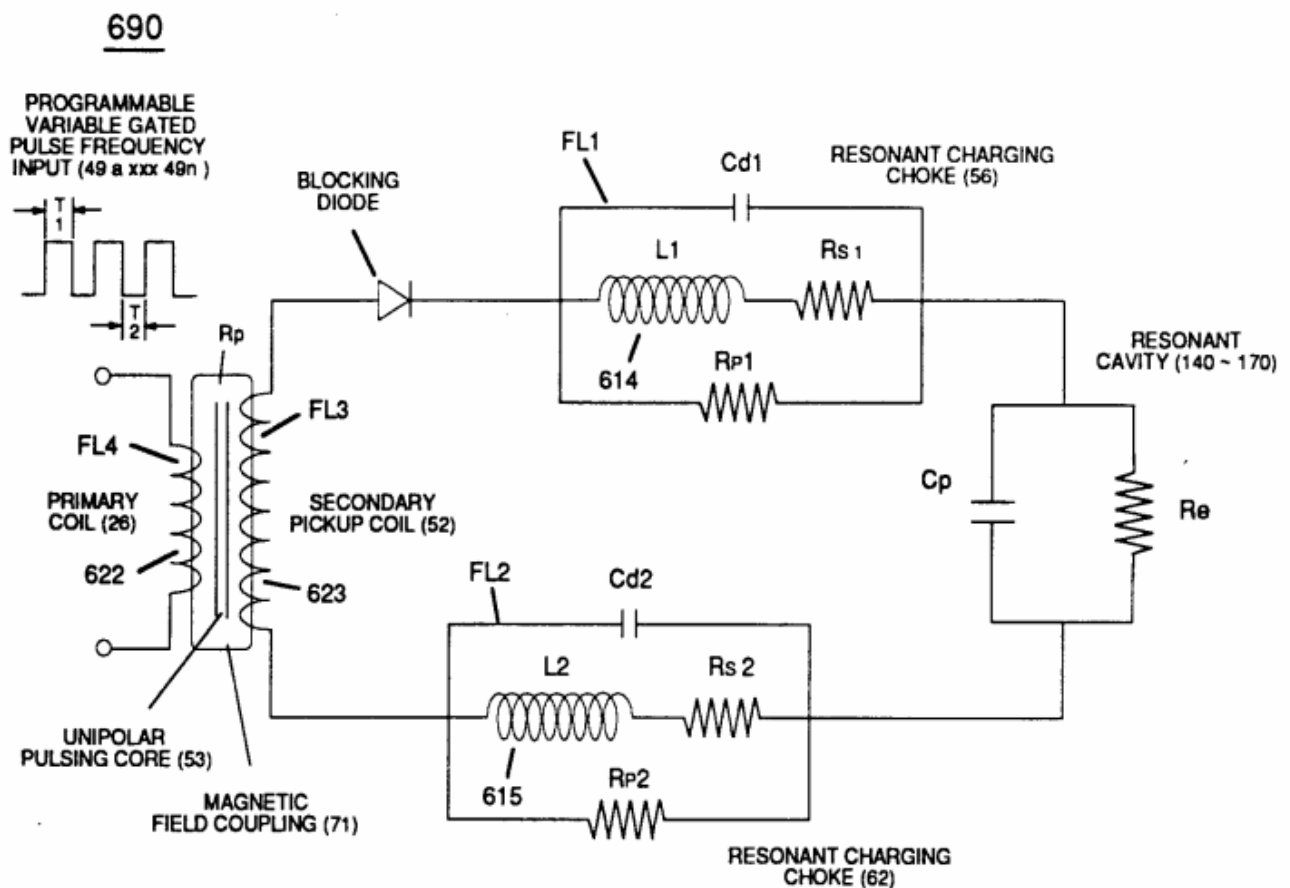 690
PROGRAMMABLE
VARIABLE GATED
PULSE FREQUENCY
INPUT (49 a xxx 49n )
T
1
T
2
BLOCKING
DIODE
FL1
Cd1
RESONANT CHARGING
CHOKE (56)
L1
Rs 1
614
RP1
RESONANT
CAVITY (140 ~ 170)
Rp
FL4
FL3
PRIMARY
COIL (26)
SECONDARY
PICKUP COIL (52)
622
623
Cp
Re
FL2
Cd2
L2
Rs 2
615
RP2
UNIPOLAR
PULSING CORE (53)
MAGNETIC
FIELD COUPLING (71)
RESONANT CHARGING
CHOKE (62)